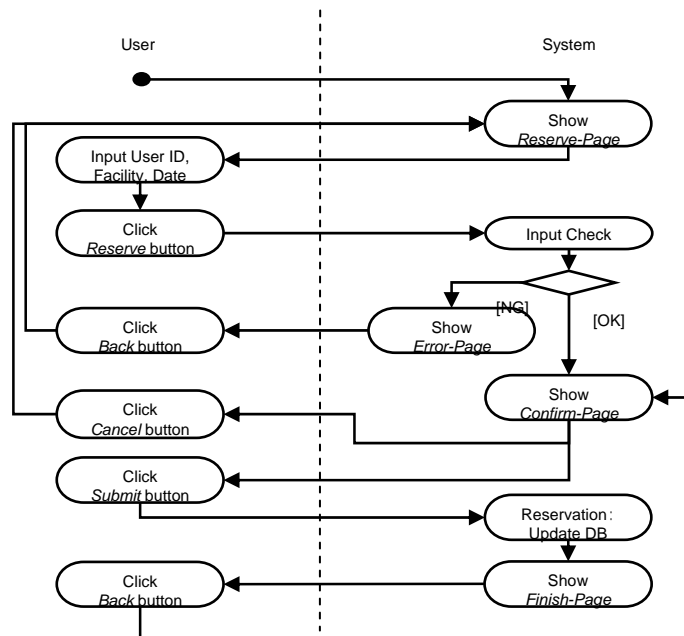 User
System
Show
Reserve-Page
Input User ID,
Facility, Date
Click
Reserve button
Input Check
[NG]
[OK]
Click
Back button
Show
Error-Page
Show
Confirm-Page
Click
Cancel button
Click
Submit button
Reservation:
Update DB
Click
Back button
Show
Finish-Page